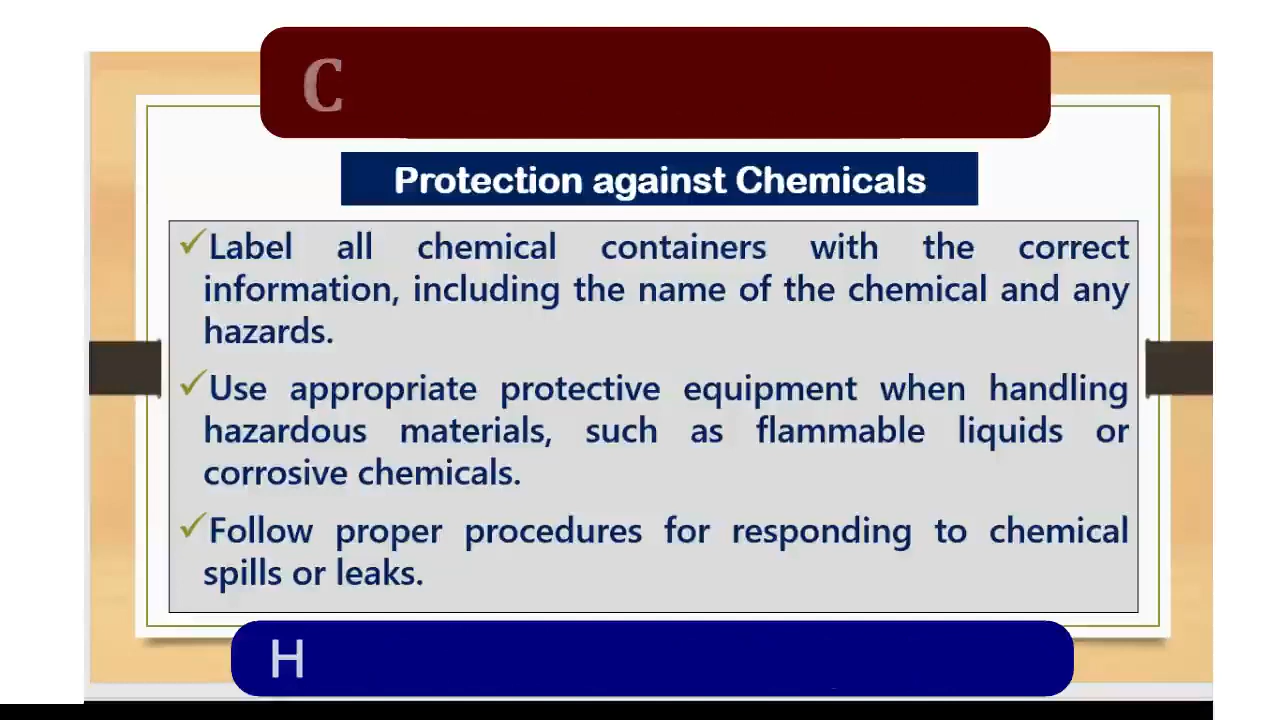 C
Protection against Chemicals
✓Label all chemical containers with the correct
information, including the name of the chemical and any
hazards.
✓Use appropriate protective equipment when handling
hazardous materials, such as flammable liquids or
corrosive chemicals.
✓Follow proper procedures for responding to chemical
spills or leaks.
H